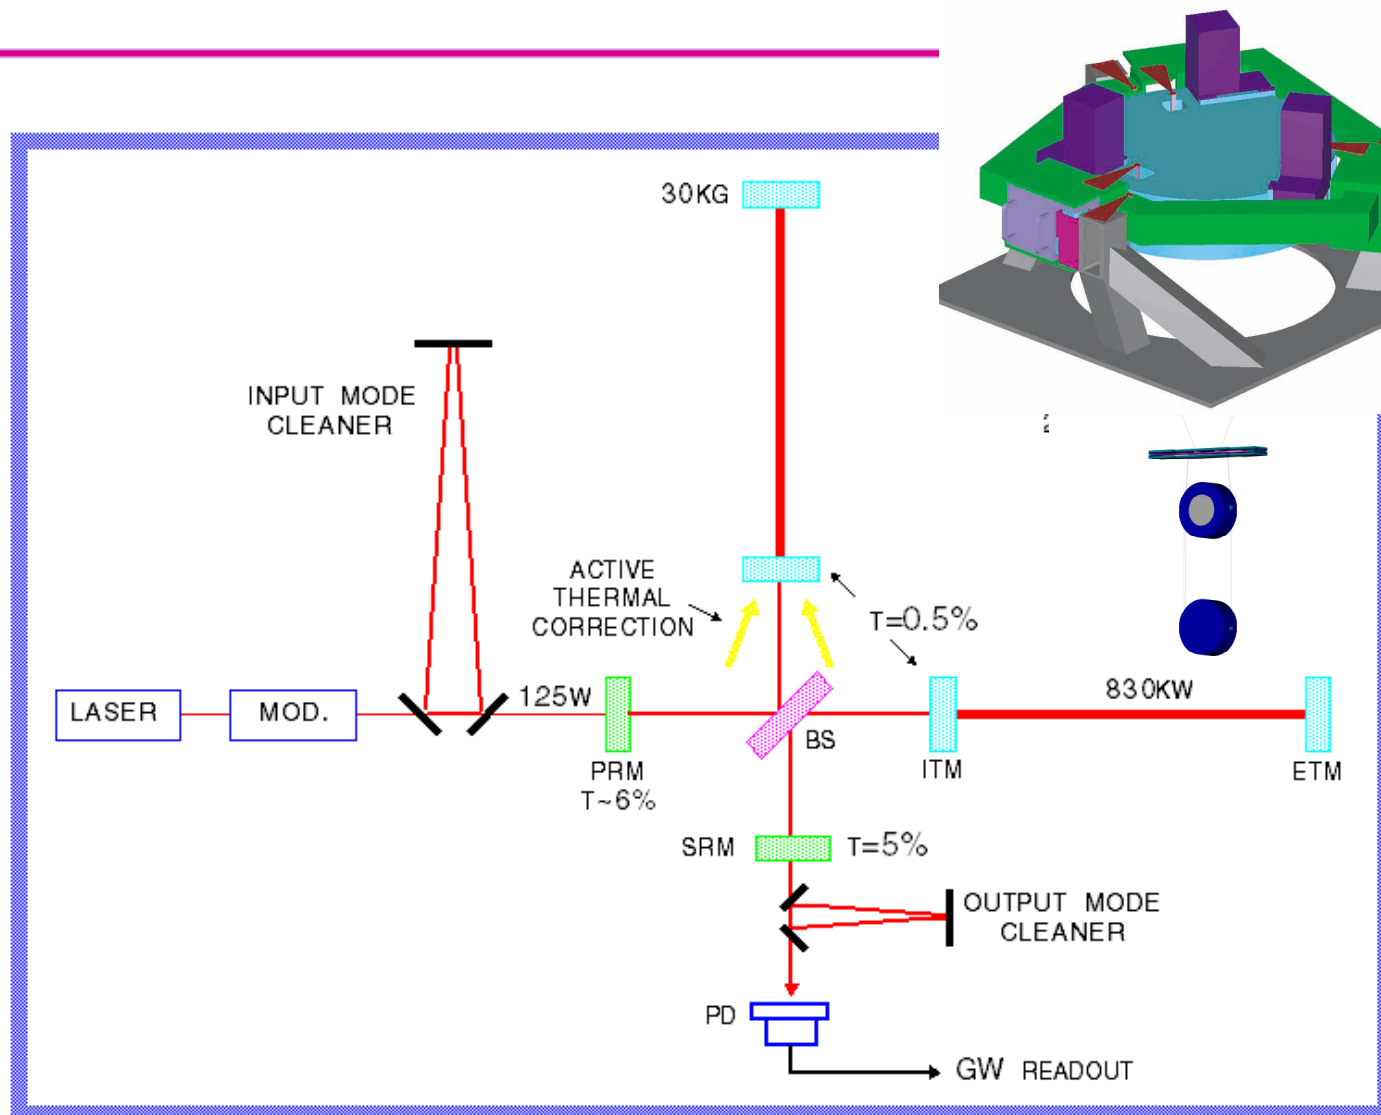 30KG
INPUT MODE
CLEANER
ACTIVE
THERMAL
CORRECTION
T=0.5%
LASER
MOD.
125W
830KW
BS
PRM
T~6%
ITM
ETM
SRM
T=5%
OUTPUT MODE
CLEANER
PD
GW READOUT